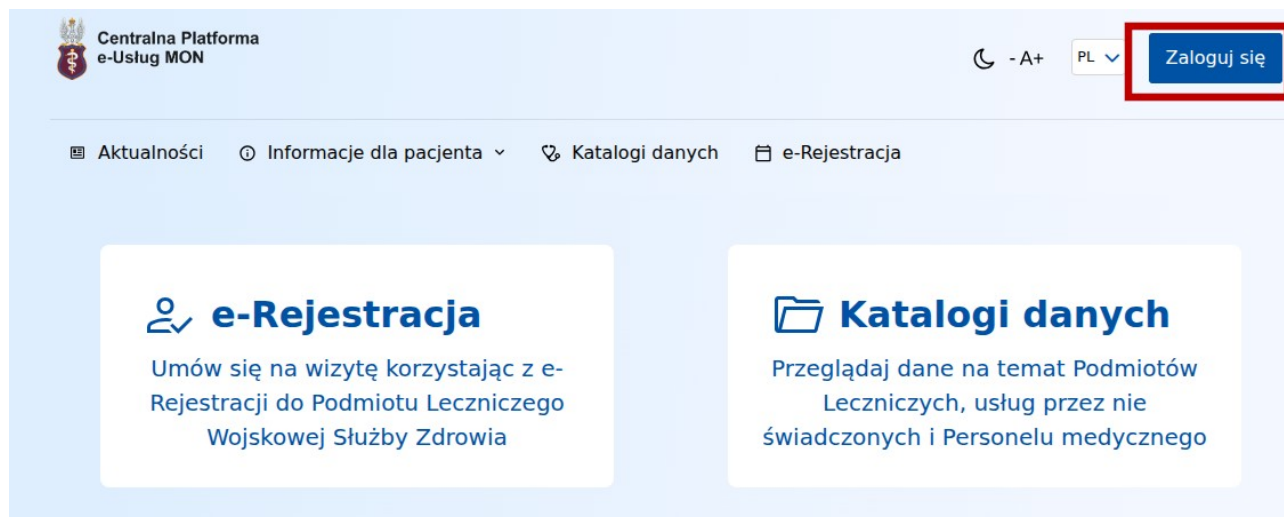 Centralna Platforma
e-Usług MON
- A+
PL
Zaloguj się
Aktualności
Informacje dla pacjenta
Katalogi danych
e-Rejestracja
e-Rejestracja
Umów się na wizytę korzystając z e-
Rejestracji do Podmiotu Leczniczego
Wojskowej Służby Zdrowia
Katalogi danych
Przeglądaj dane na temat Podmiotów
Leczniczych, usług przez nie
świadczonych i Personelu medycznego